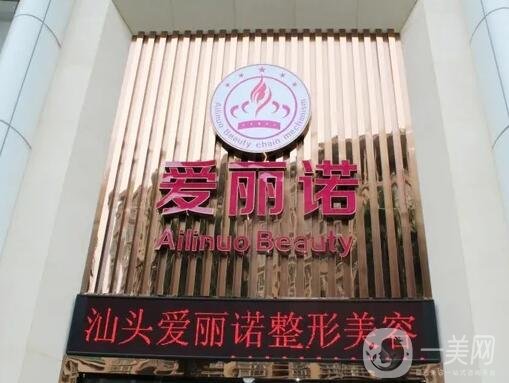 Ailinuo Beauty chain mechanism
爱丽诺
Ailinuo Beauty
汕头爱丽诺整形美容
一美网